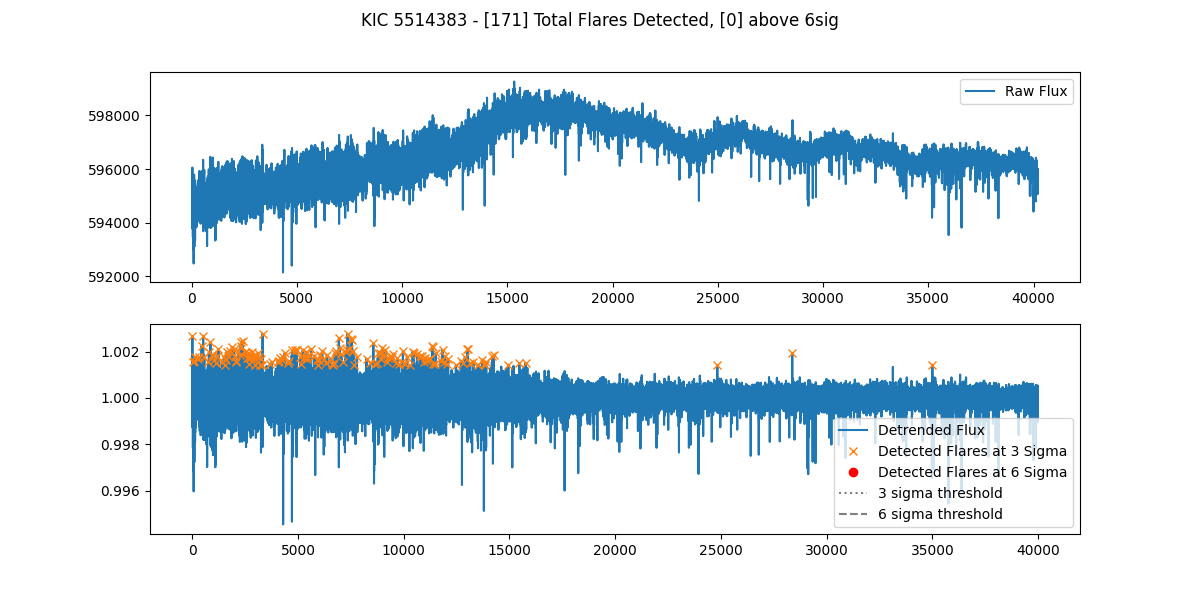 KIC 5514383 - [171] Total Flares Detected, [0] above 6sig
Raw Flux
598000
596000
594000
592000
0 5000 10000 15000 20000 25000 30000 35000 40000
1.002
1.000
0.998
0.996
Detrended Flux
Detected Flares at 3 Sigma
Detected Flares at 6 Sigma
3 sigma threshold
6 sigma threshold
0 5000 10000 15000 20000 25000 30000 35000 40000